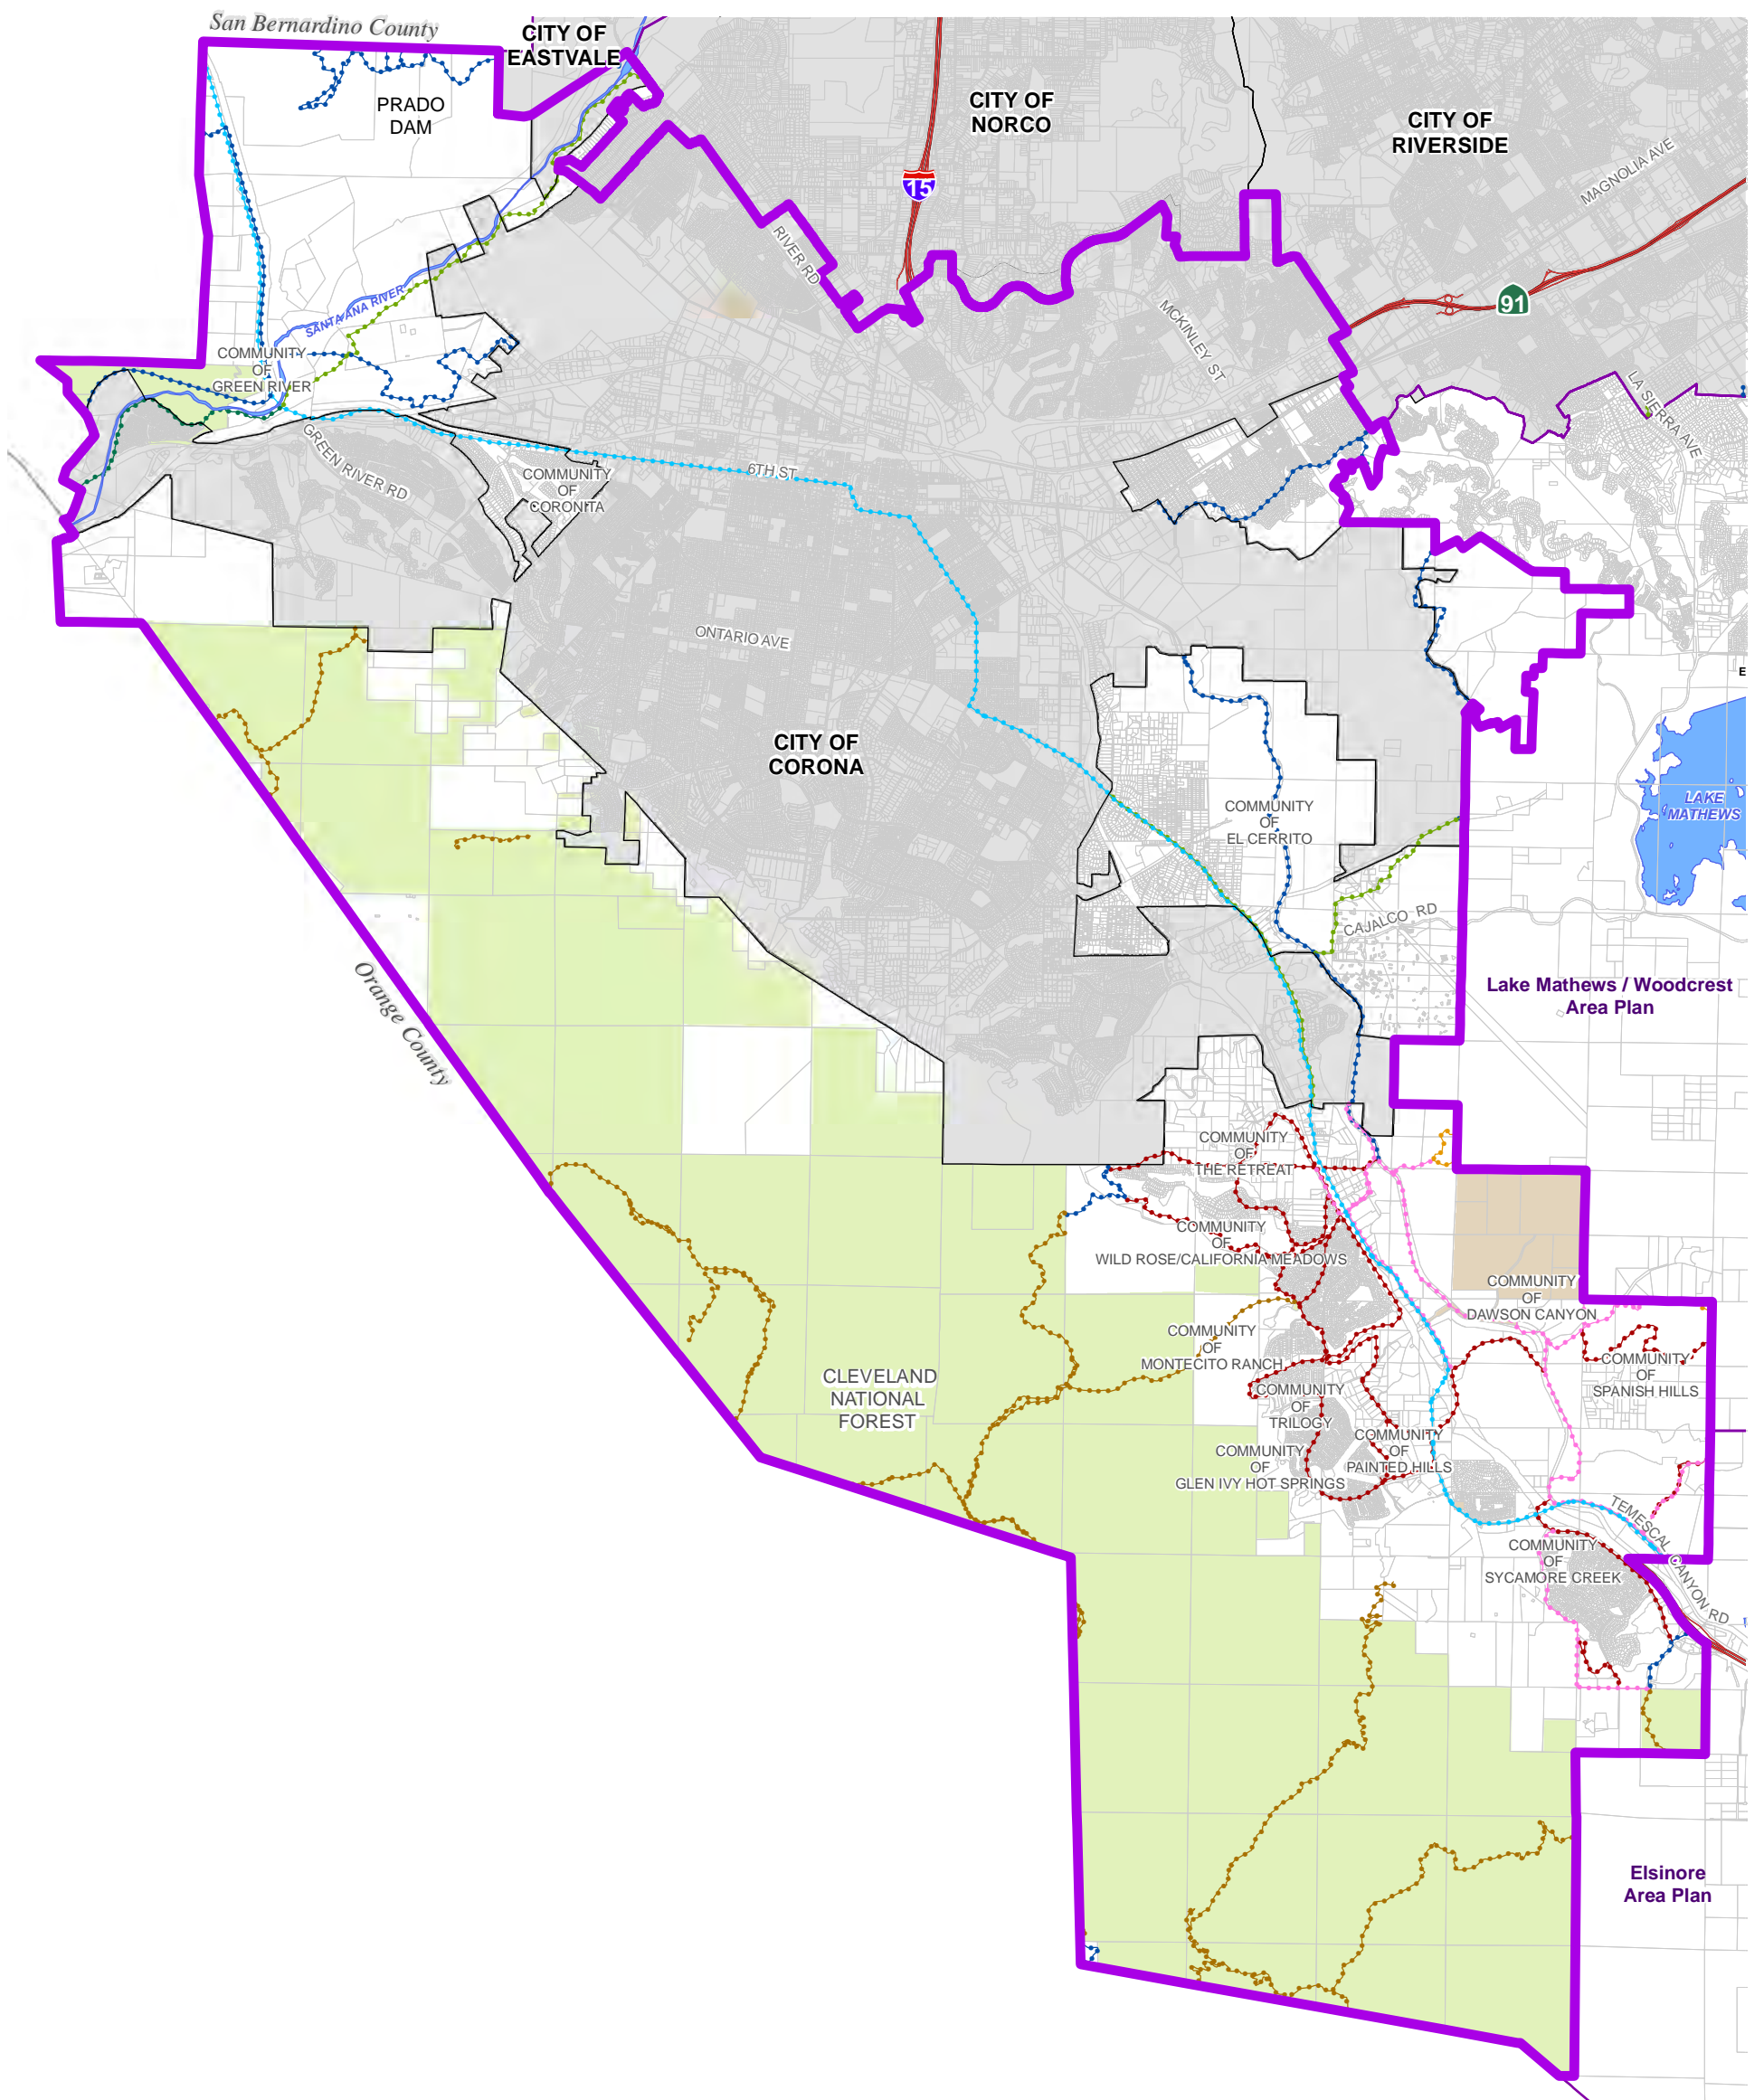 San Bernardino County
CITY OF
EASTVALE
PRADO
DAM
CITY OF
NORCO
CITY OF
RIVERSIDE
MAGNOLIA AVE
15
RIVER RD
91
SANTA ANA RIVER
MCKINLEY ST
COMMUNITY
OF
GREEN RIVER
LA SIERRA AVE
GREEN RIVER RD
COMMUNITY
OF
CORONITA
6TH ST
ONTARIO AVE
E
CITY OF
CORONA
LAKE
MATHEWS
COMMUNITY
OF
EL CERRITO
CAJALCO RD
Orange County
Lake Mathews / Woodcrest
Area Plan
COMMUNITY
OF
THE RETREAT
COMMUNITY
OF
WILD ROSE/CALIFORNIA MEADOWS
COMMUNITY
OF
DAWSON CANYON
COMMUNITY
OF
MONTECITO RANCH
COMMUNITY
OF
SPANISH HILLS
CLEVELAND
NATIONAL
FOREST
COMMUNITY
OF
TRILOGY
COMMUNITY
OF
PAINTED HILLS
COMMUNITY
OF
GLEN IVY HOT SPRINGS
TEMESCAL CANYON RD
COMMUNITY
OF
SYCAMORE CREEK
Elsinore
Area Plan